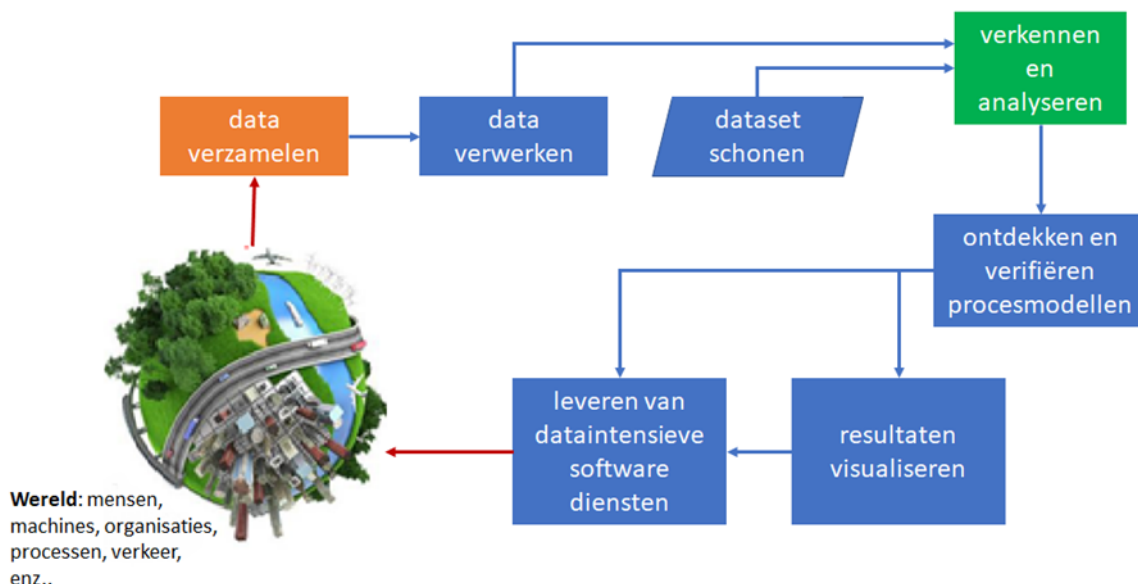 verkennen
en
analyseren
data
verzamelen
data
verwerken
dataset
schonen
ontdekken en
verifiëren
procesmodellen
leveren van
dataintensieve
software
diensten
resultaten
visualiseren
Wereld: mensen,
machines, organisaties,
processen, verkeer,
enz..